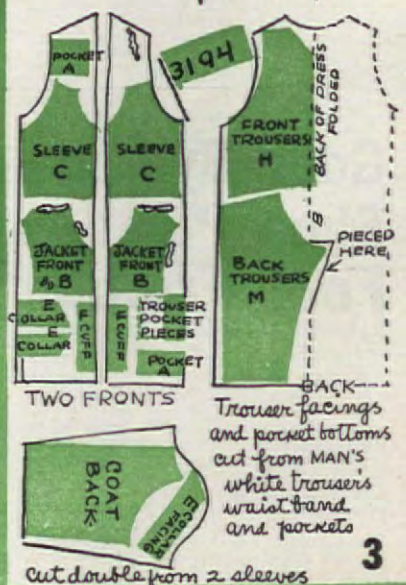 POCKET
A
3194
SLEEVE
C
SLEEVE
C
JACKET
FRONT
B
JACKET
FRONT
B
E
COLLAR
E
COLLAR
F CUFF
F CUFF
TROUSER
POCKET
PIECES
POCKET
A
TWO FRONTS
FRONT
TROUSERS
H
BACK OF DRESS
FOLDED
B
PIECED
HERE
BACK
TROUSERS
M
BACK
Trouser facings
and pocket bottoms
cut from MAN'S
white trousers
waistband
and pockets
COAT
BACK
E COLLAR
FACING
cut double from 2 sleeves
3